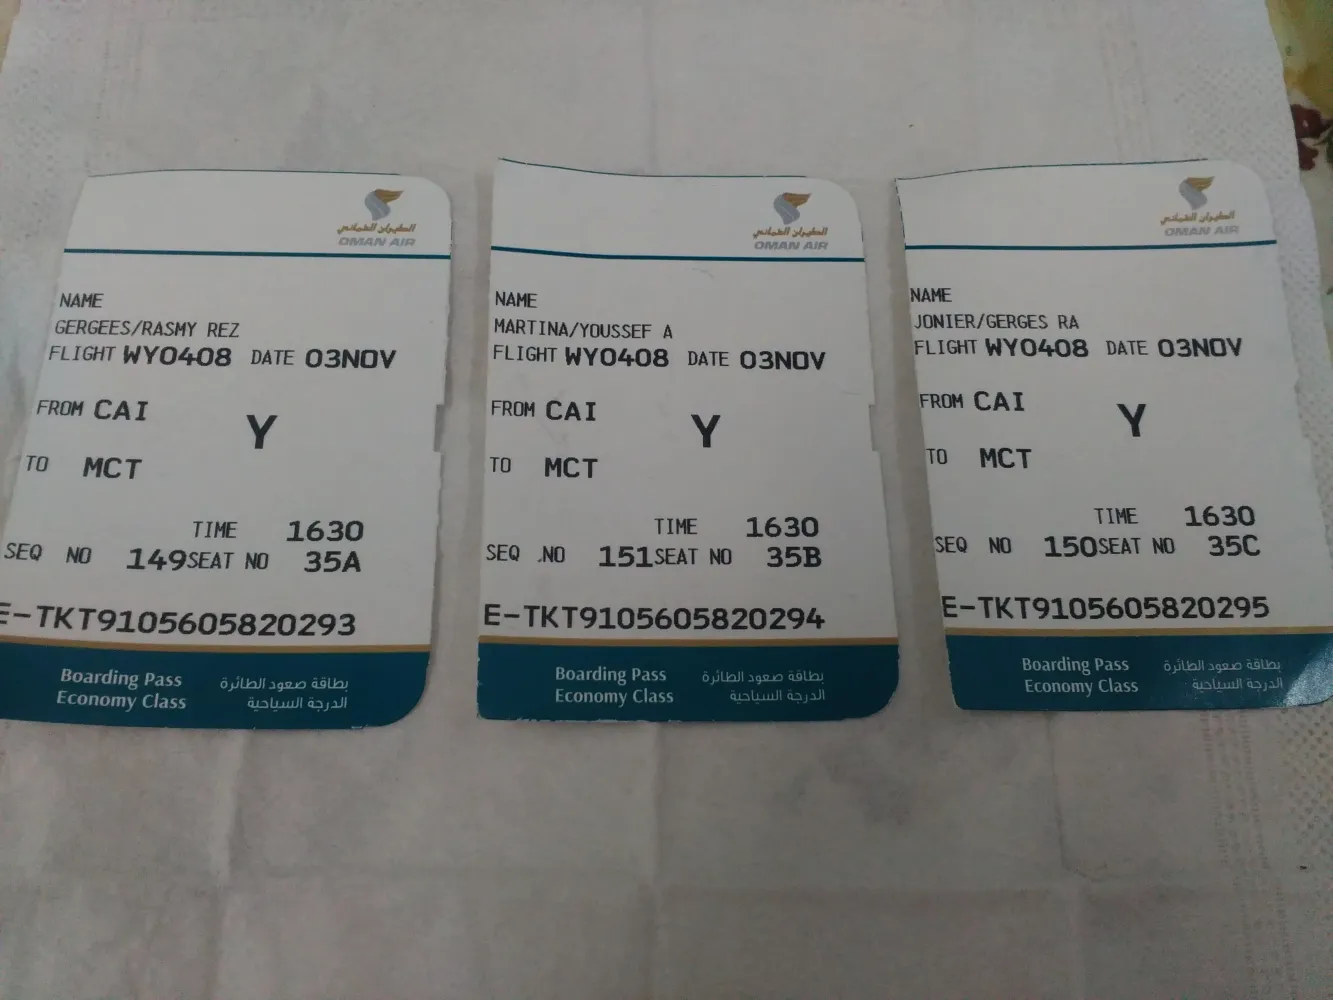 الطيران العماني
OMAN AIR
NAME
GERGEES/RASMY REZ
FLIGHT WY0408 DATE 03NOV
FROM CAI
Y
TO MCT
TIME 1630
SEQ NO 149SEAT NO 35A
E-TKT9105605820293
Boarding Pass بطاقة صعود الطائرة
Economy Class الدرجة السياحية
الطيران العماني
OMAN AIR
NAME
MARTINA/YOUSSEF A
FLIGHT WY0408 DATE 03NOV
FROM CAI
Y
TO MCT
TIME 1630
SEQ NO 151SEAT NO 35B
E-TKT9105605820294
Boarding Pass بطاقة صعود الطائرة
Economy Class الدرجة السياحية
الطيران العماني
OMAN AIR
NAME
JONIER/GERGES RA
FLIGHT WY0408 DATE 03NOV
FROM CAI
Y
TO MCT
TIME 1630
SEQ NO 150SEAT NO 35C
E-TKT9105605820295
Boarding Pass بطاقة صعود الطائرة
Economy Class الدرجة السياحية